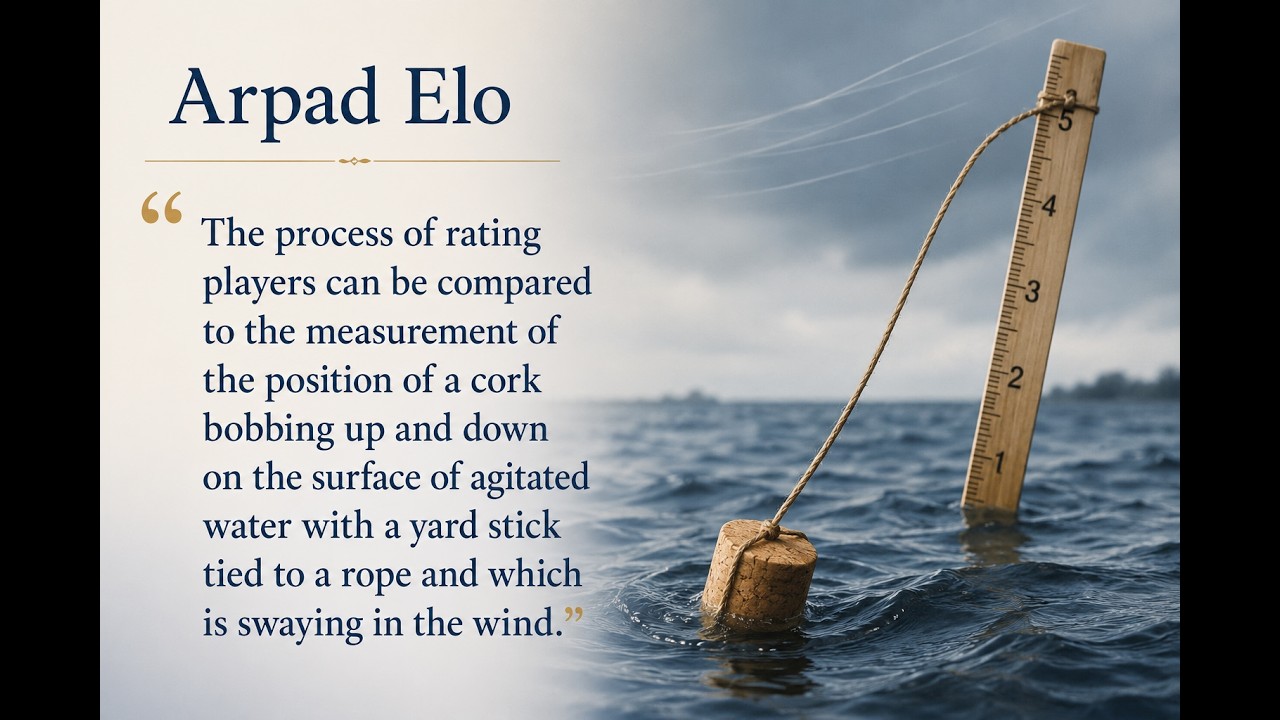 Arpad Elo
“The process of rating
players can be compared
to the measurement of
the position of a cork
bobbing up and down
on the surface of agitated
water with a yard stick
tied to a rope and which
is swaying in the wind.”
5
4
3
2
1